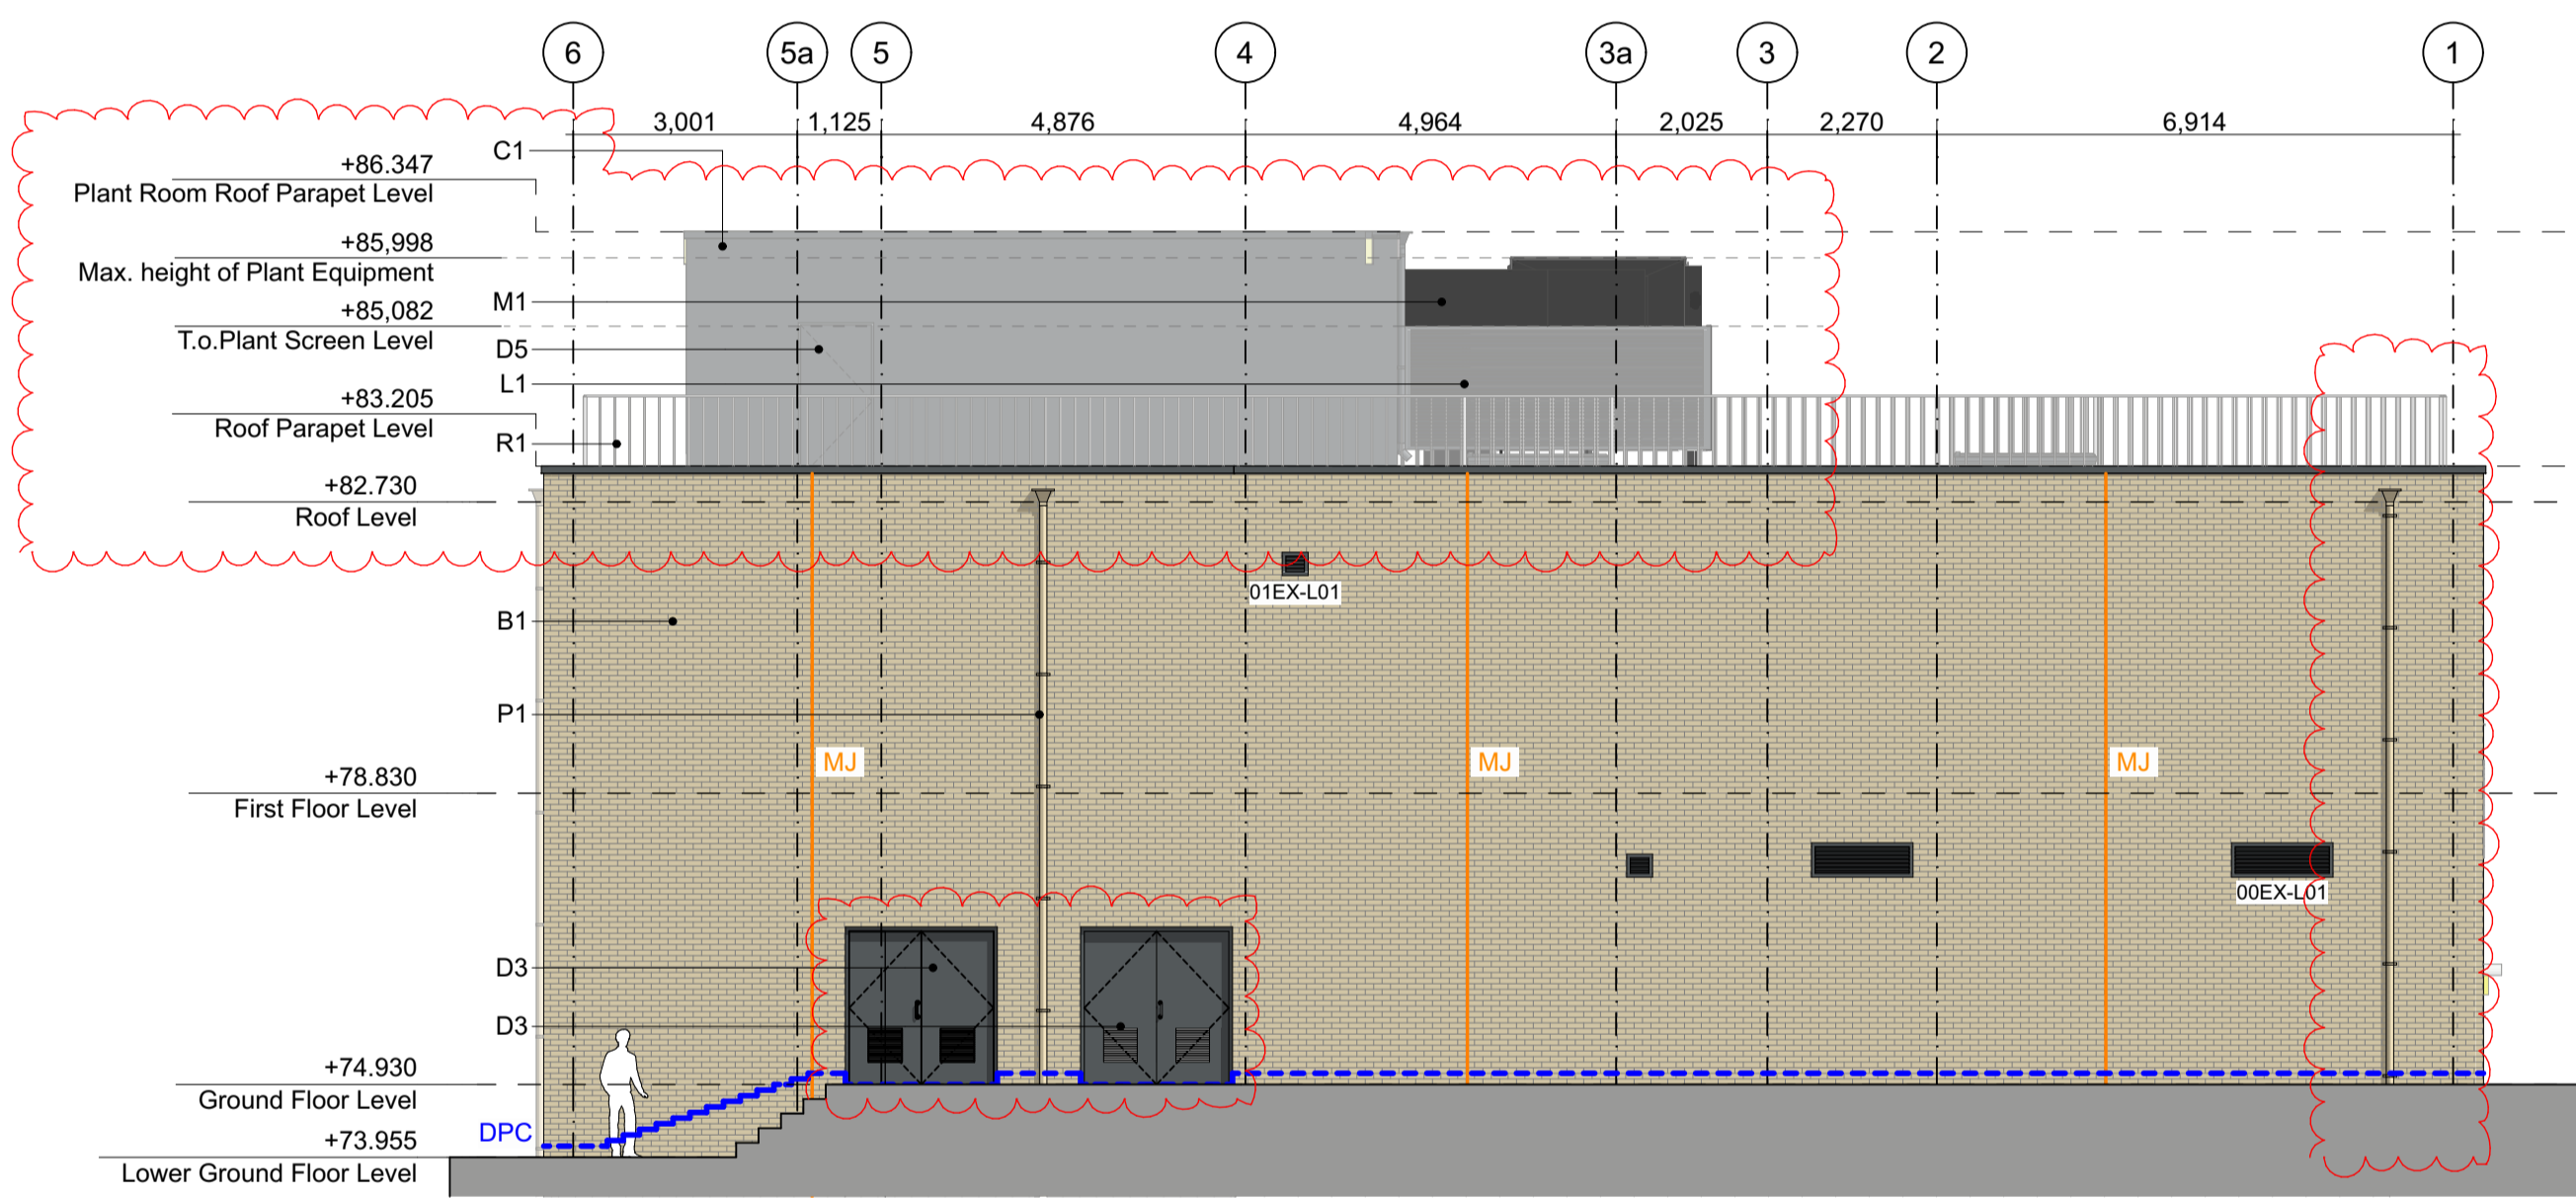 6 5a 5 4 3a 3 2 1
3,001 1,125 4,876 4,964 2,025 2,270 6,914
C1
+86.347
Plant Room Roof Parapet Level
+85,998
Max. height of Plant Equipment
M1
+85,082
T.o.Plant Screen Level
D5
L1
+83.205
Roof Parapet Level
R1
+82.730
Roof Level
01EX-L01
B1
P1
MJ MJ MJ
+78.830
First Floor Level
00EX-L01
D3
D3
+74.930
Ground Floor Level
DPC
+73.955
Lower Ground Floor Level